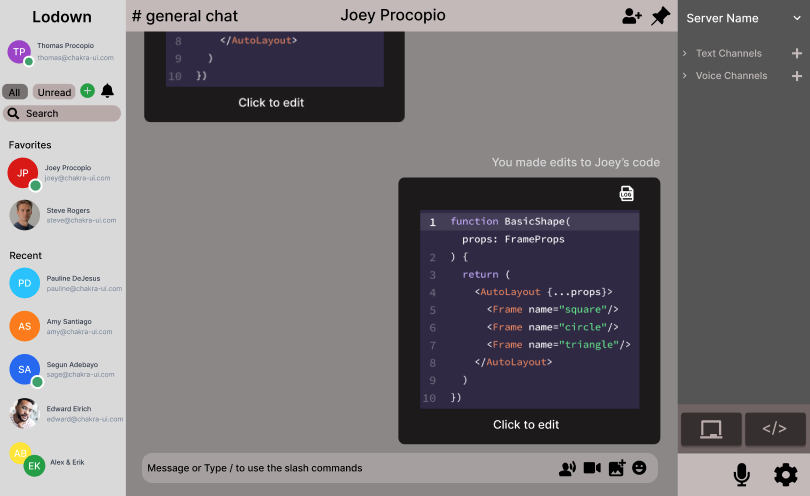 Lodown
TP
Thomas Procopio
thomas@chakra-ui.com
All
Unread
Search
Favorites
JP
Joey Procopio
joey@chakra-ui.com
Steve Rogers
steve@chakra-ui.com
Recent
PD
Pauline DeJesus
pauline@chakra-ui.com
AS
Amy Santiago
amy@chakra-ui.com
SA
Segun Adebayo
sage@chakra-ui.com
Edward Elrich
edward@chakra-ui.com
AB
EK
Alex & Erik
# general chat
Joey Procopio
8 </AutoLayout>
9 )
10 })
Click to edit
You made edits to Joey's code
LOG
1 function BasicShape(
props: FrameProps
2 ) {
3 return (
4 <AutoLayout {...props}>
5 <Frame name="square"/>
6 <Frame name="circle"/>
7 <Frame name="triangle"/>
8 </AutoLayout>
9 )
10 })
Click to edit
Message or Type / to use the slash commands
Server Name
Text Channels
Voice Channels
</>